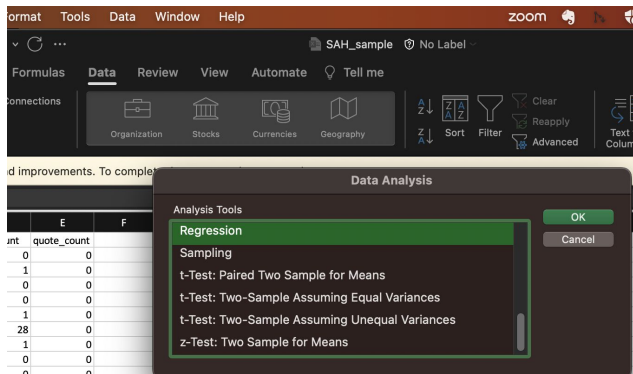 Format Tools Data Window Help zoom
SAH_sample No Label
Formulas Data Review View Automate Tell me
Connections
Organization Stocks Currencies Geography
Sort Filter
Clear
Reapply
Advanced
Text
Colum
d improvements. To complet
Data Analysis
Analysis Tools
Regression
Sampling
t-Test: Paired Two Sample for Means
t-Test: Two-Sample Assuming Equal Variances
t-Test: Two-Sample Assuming Unequal Variances
z-Test: Two Sample for Means
OK
Cancel
E F
unt quote_count
0 0
1 0
0 0
0 0
1 0
28 0
1 0
0 0
0 0